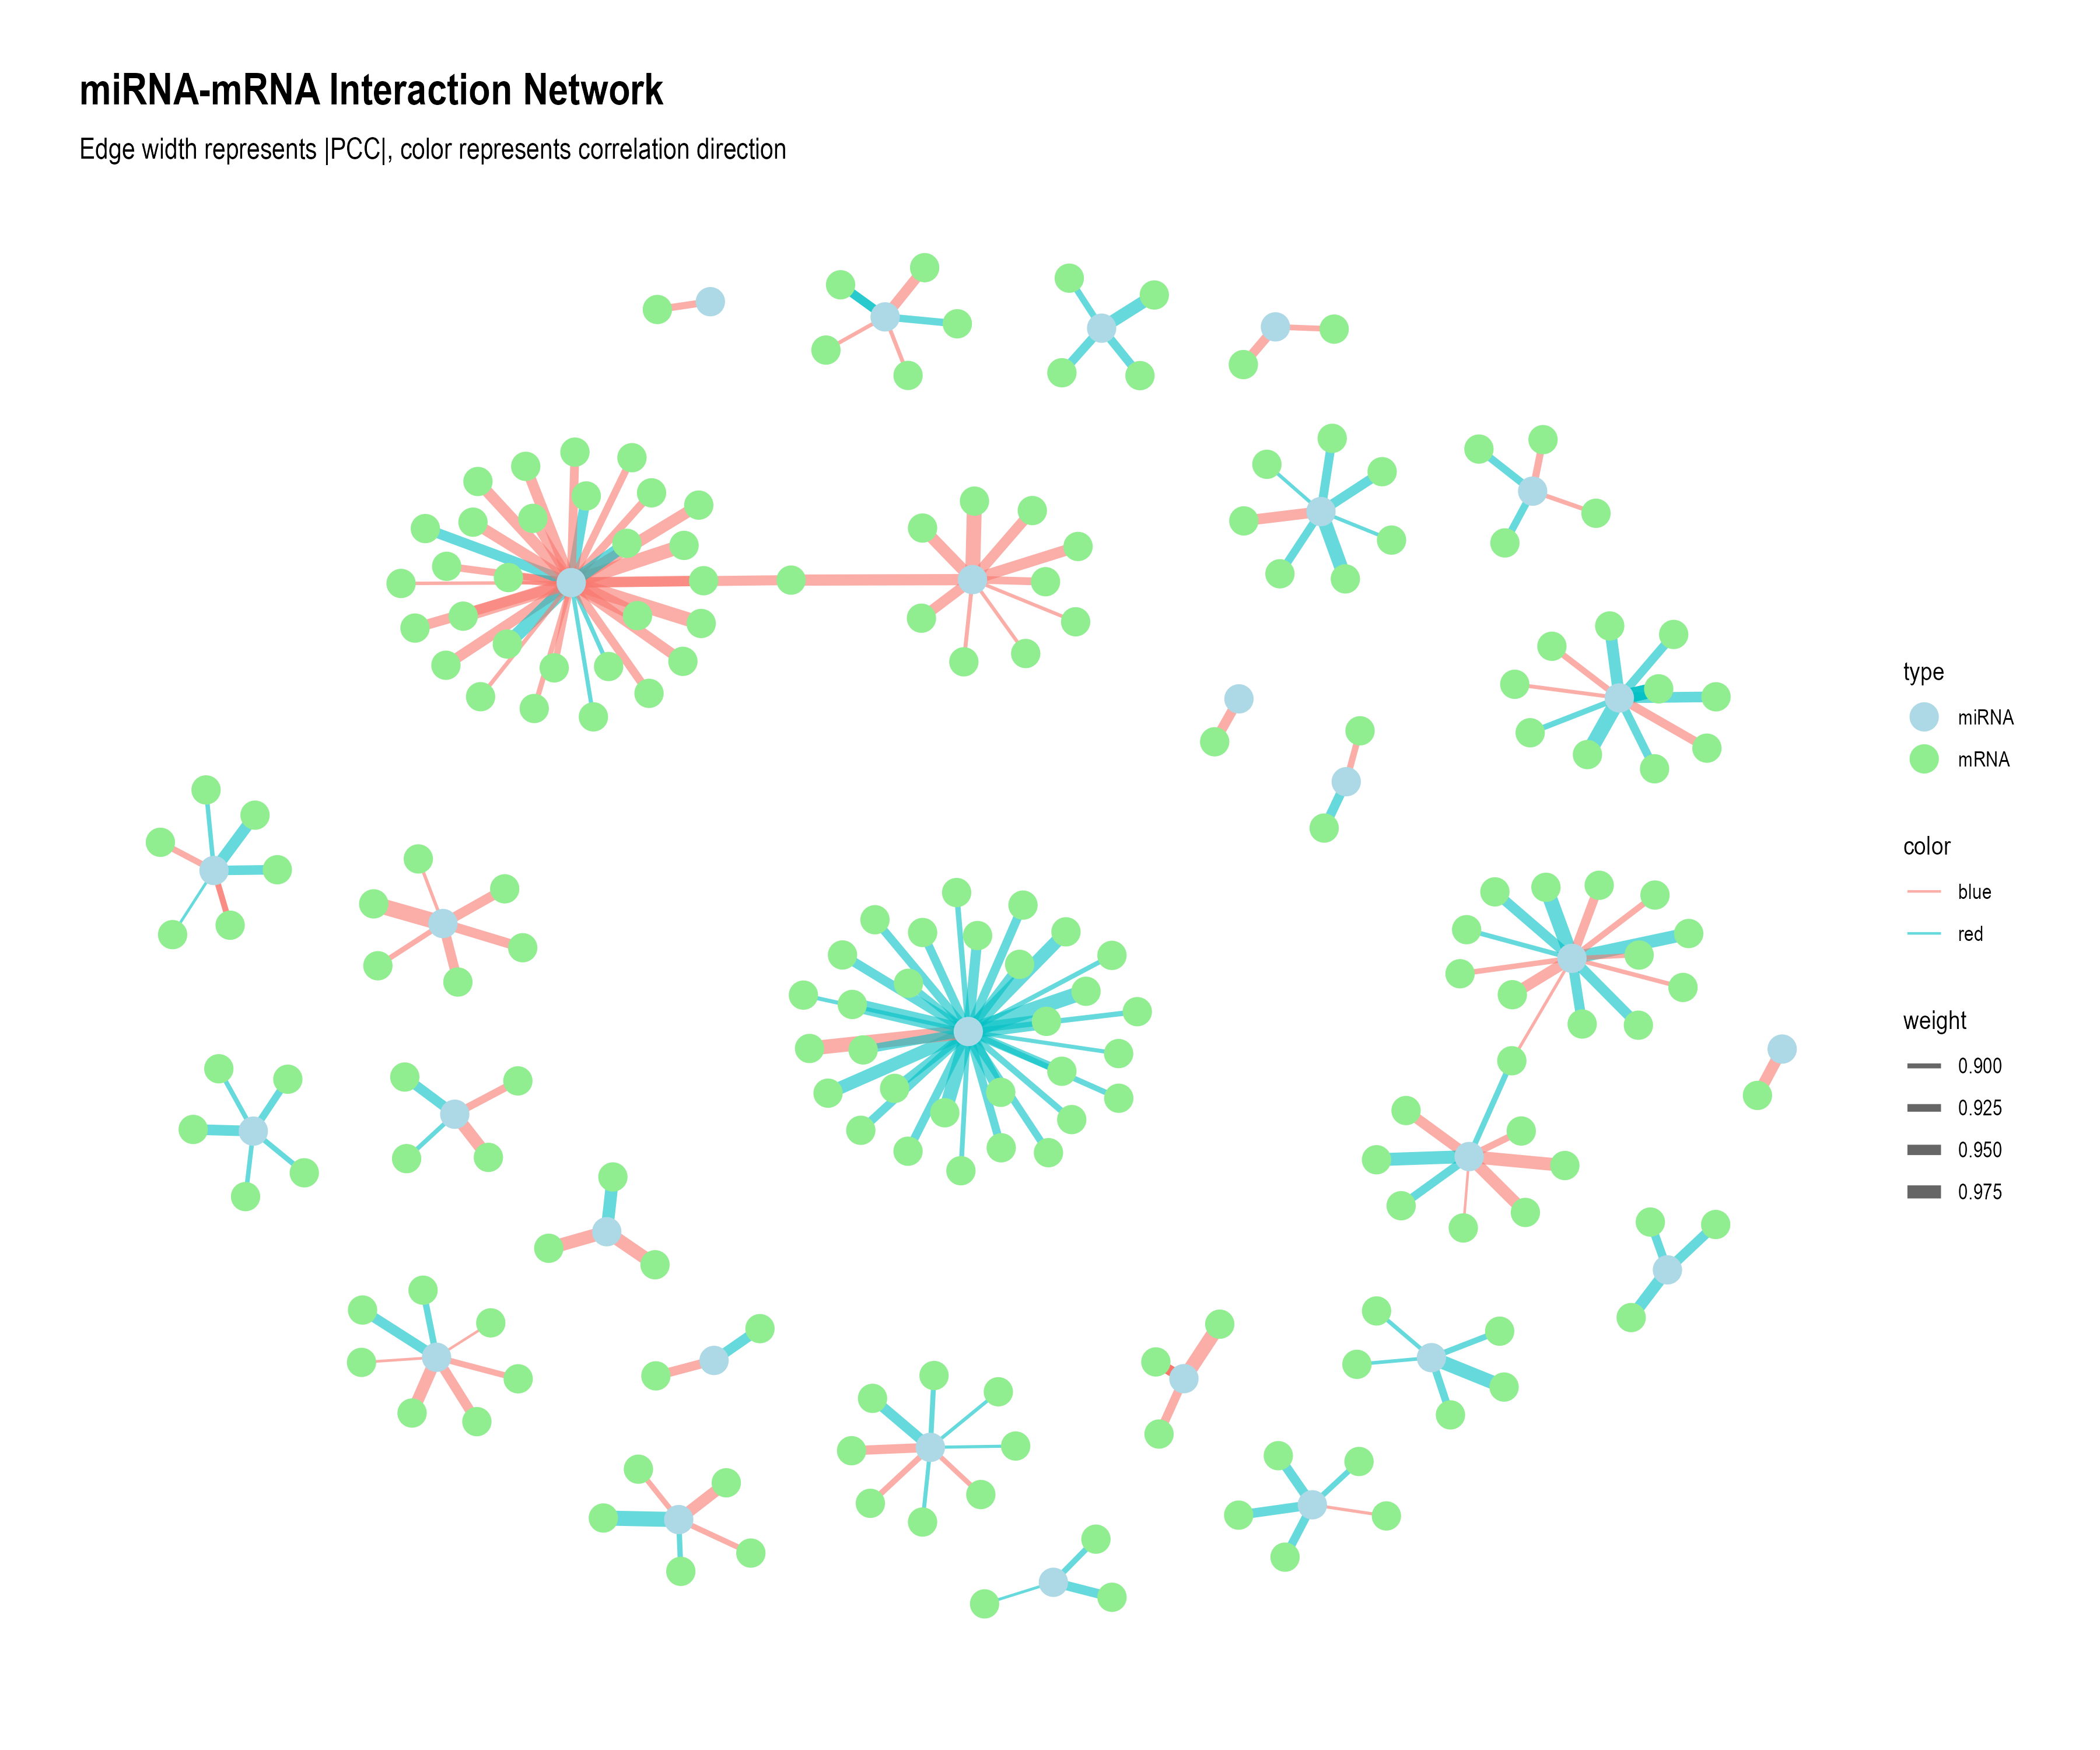 miRNA-mRNA Interaction Network
Edge width represents |PCC|, color represents correlation direction
type
miRNA
mRNA
color
blue
red
weight
0.900
0.925
0.950
0.975